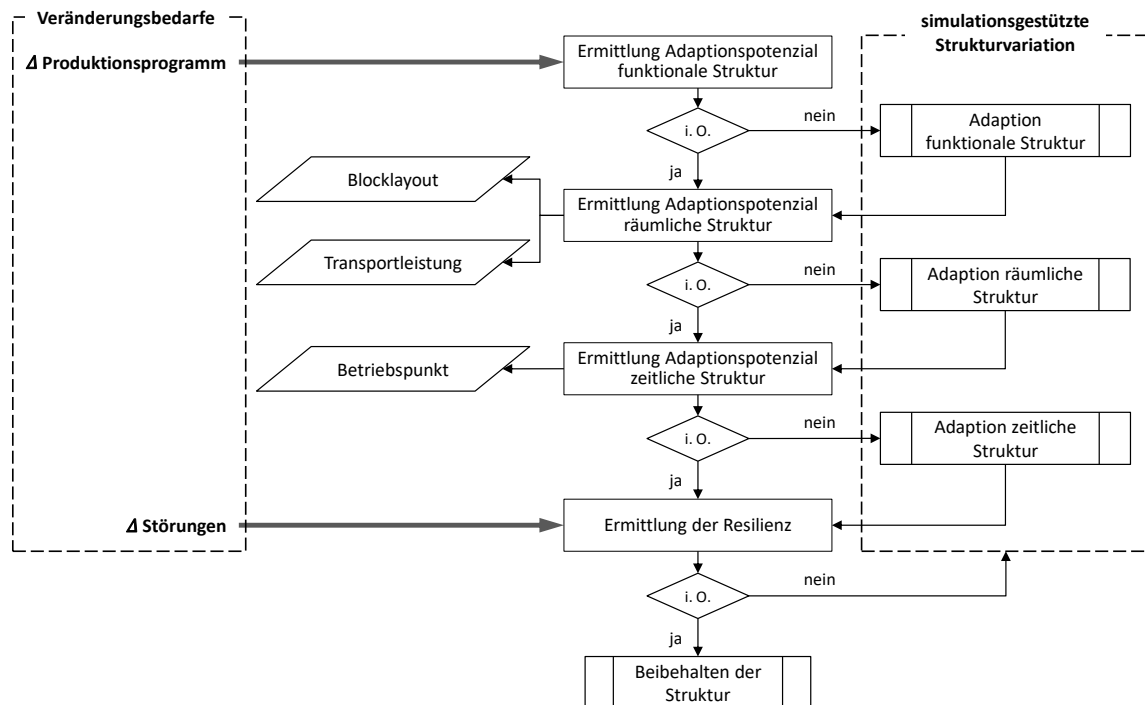 Veränderungsbedarfe
simulationsgestützte
Strukturvariation
Δ Produktionsprogramm
Ermittlung Adaptionspotenzial
funktionale Struktur
i. O.
nein
Adaption
funktionale Struktur
ja
Blocklayout
Ermittlung Adaptionspotenzial
räumliche Struktur
Transportleistung
i. O.
nein
Adaption räumliche
Struktur
ja
Betriebspunkt
Ermittlung Adaptionspotenzial
zeitliche Struktur
i. O.
nein
Adaption zeitliche
Struktur
ja
Δ Störungen
Ermittlung der Resilienz
i. O.
nein
ja
Beibehalten der
Struktur